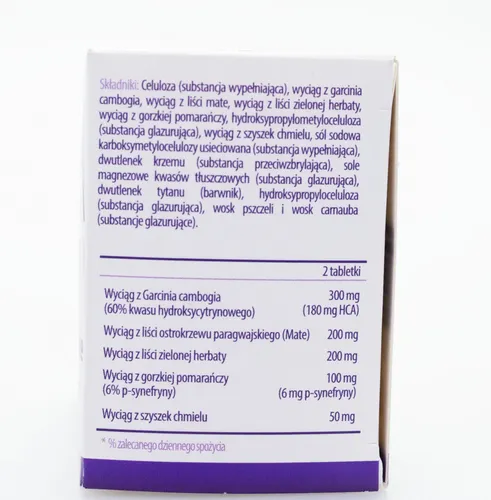 Składniki: Celuloza (substancja wypełniająca), wyciąg z garcinia
cambogia, wyciąg z liści mate, wyciąg z liści zielonej herbaty,
wyciąg z gorzkiej pomarańczy, hydroksypropylometyloceluloza
(substancja glazurująca), wyciąg z szyszek chmielu, sól sodowa
karboksymetylocelulozy usieciowana (substancja wypełniająca),
dwutlenek krzemu (substancja przeciwzbrylająca), sole
magnezowe kwasów tłuszczowych (substancja glazurująca),
dwutlenek tytanu (barwnik), hydroksypropyloceluloza
(substancja glazurująca), wosk pszczeli i wosk carnauba
(substancje glazurujące).
2 tabletki
Wyciąg z Garcinia cambogia 300 mg
(60% kwasu hydroksycytrynowego) (180 mg HCA)
Wyciąg z liści ostrokrzewu paragwajskiego (Mate) 200 mg
Wyciąg z liści zielonej herbaty 200 mg
Wyciąg z gorzkiej pomarańczy 100 mg
(6% p-synefryny) (6 mg p-synefryny)
Wyciąg z szyszek chmielu 50 mg
* % zalecanego dziennego spożycia